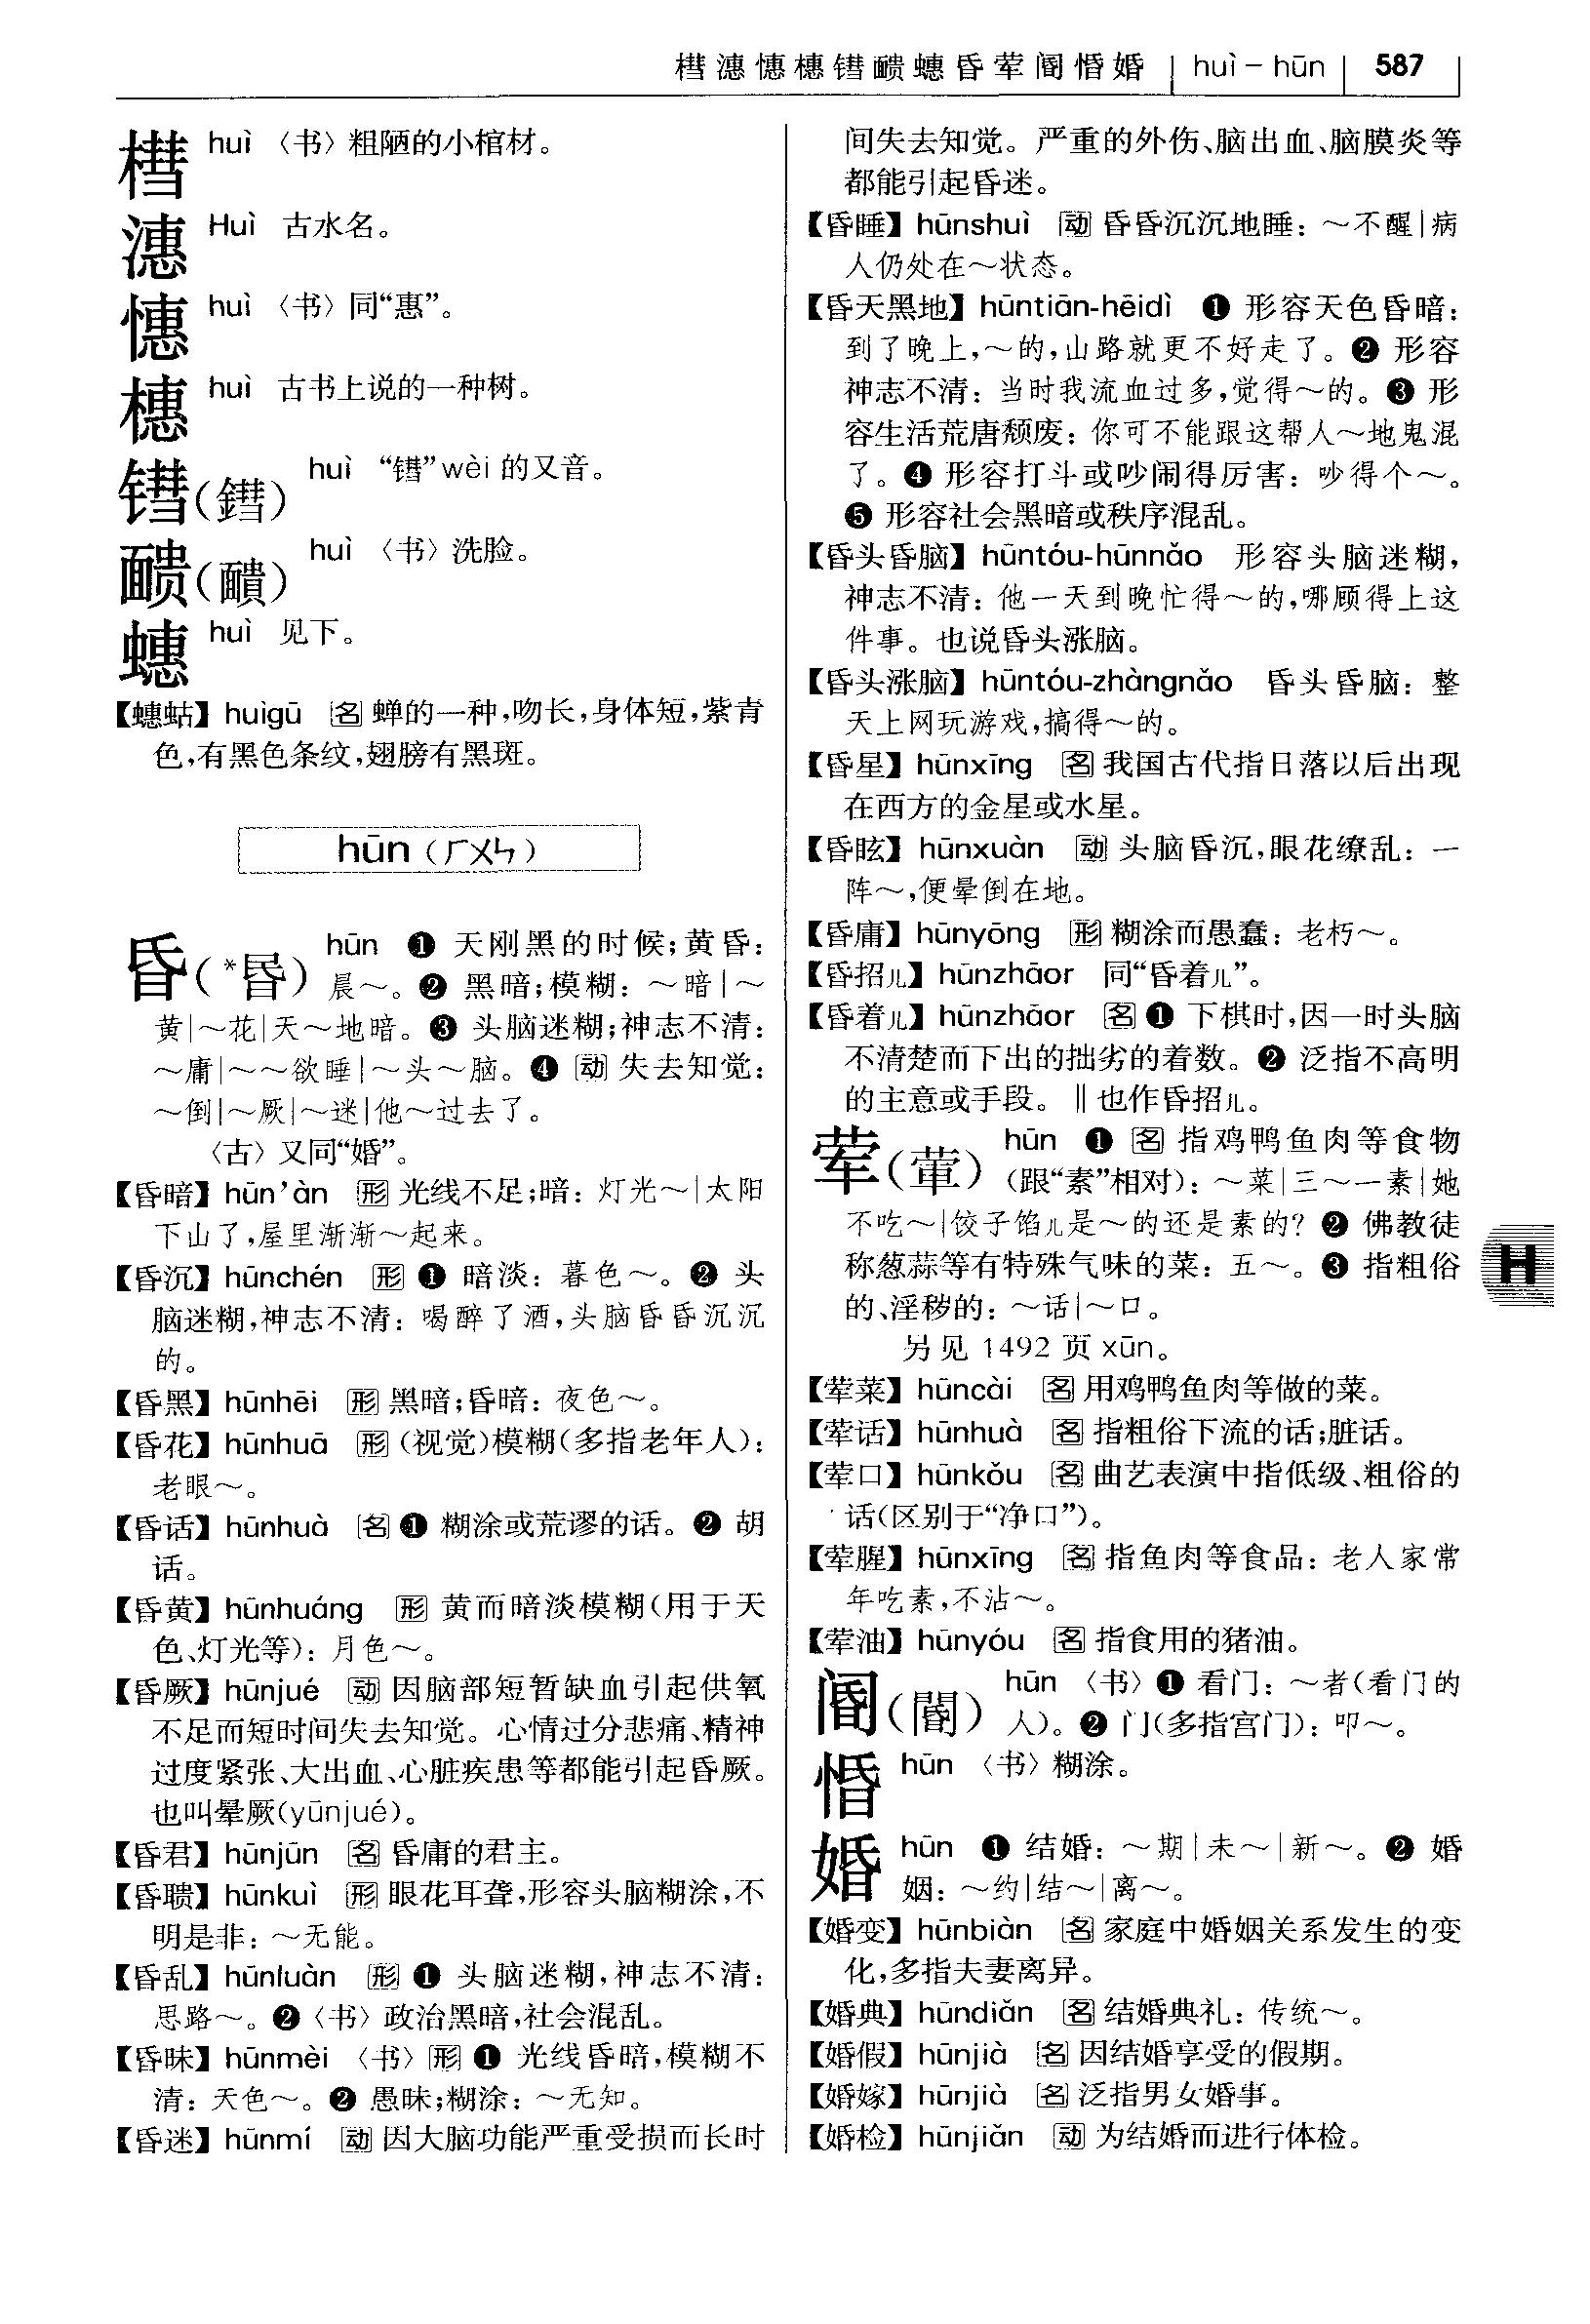 槥潓憓橞𨱔靧蟪昏荤阍惛婚 huì－hūn 587
槥 huì 〈书〉粗陋的小棺材。
潓 Huì 古水名。
憓 huì 〈书〉同“惠”。
橞 huì 古书上说的一种树。
huì “
”wèi 的又音。
(靧) huì 〈书〉洗脸。
蟪 huì 见下。
【蟪蛄】huìgū 名 蝉的一种,吻长,身体短,紫青
色,有黑色条纹,翅膀有黑斑。
hūn (ㄏㄨㄣ)
昏(*昬) hūn ❶ 天刚黑的时候;黄昏:
晨～。❷ 黑暗;模糊: ～暗|～
黄|～花|天～地暗。❸ 头脑迷糊;神志不清:
～庸|～～欲睡|～头～脑。❹ 动 失去知觉:
～倒|～厥|～迷|他～过去了。
〈古〉又同“婚”。
【昏暗】hūn’àn 形 光线不足;暗: 灯光～|太阳
下山了,屋里渐渐～起来。
【昏沉】hūnchén 形 ❶ 暗淡: 暮色～。❷ 头
脑迷糊,神志不清: 喝醉了酒,头脑昏昏沉沉
的。
【昏黑】hūnhēi 形 黑暗;昏暗: 夜色～。
【昏花】hūnhuā 形 (视觉)模糊(多指老年人):
老眼～。
【昏话】hūnhuà 名 ❶ 糊涂或荒谬的话。❷ 胡
话。
【昏黄】hūnhuáng 形 黄而暗淡模糊(用于天
色、灯光等): 月色～。
【昏厥】hūnjué 动 因脑部短暂缺血引起供氧
不足而短时间失去知觉。心情过分悲痛、精神
过度紧张、大出血、心脏疾患等都能引起昏厥。
也叫晕厥(yūnjué)。
【昏君】hūnjūn 名 昏庸的君主。
【昏聩】hūnkuì 形 眼花耳聋,形容头脑糊涂,不
明是非: ～无能。
【昏乱】hūnluàn 形 ❶ 头脑迷糊,神志不清:
思路～。❷〈书〉政治黑暗,社会混乱。
【昏昧】hūnmèi 〈书〉形 ❶ 光线昏暗,模糊不
清: 天色～。❷ 愚昧;糊涂: ～无知。
【昏迷】hūnmí 动 因大脑功能严重受损而长时
间失去知觉。严重的外伤、脑出血、脑膜炎等
都能引起昏迷。
【昏睡】hūnshuì 动 昏昏沉沉地睡: ～不醒|病
人仍处在～状态。
【昏天黑地】hūntiān-hēidì ❶ 形容天色昏暗:
到了晚上,～的,山路就更不好走了。❷ 形容
神志不清: 当时我流血过多,觉得～的。❸ 形
容生活荒唐颓废: 你可不能跟这帮人～地鬼混
了。❹ 形容打斗或吵闹得厉害: 吵得个～。
❺ 形容社会黑暗或秩序混乱。
【昏头昏脑】hūntóu-hūnnǎo 形容头脑迷糊,
神志不清: 他一天到晚忙得～的,哪顾得上这
件事。也说昏头涨脑。
【昏头涨脑】hūntóu-zhàngnǎo 昏头昏脑: 整
天上网玩游戏,搞得～的。
【昏星】hūnxīng 名 我国古代指日落以后出现
在西方的金星或水星。
【昏眩】hūnxuàn 动 头脑昏沉,眼花缭乱: 一
阵～,便晕倒在地。
【昏庸】hūnyōng 形 糊涂而愚蠢: 老朽～。
【昏招儿】hūnzhāor 同“昏着儿”。
【昏着儿】hūnzhāor 名 ❶ 下棋时,因一时头脑
不清楚而下出的拙劣的着数。❷ 泛指不高明
的主意或手段。‖也作昏招儿。
荤(葷) hūn ❶ 名 指鸡鸭鱼肉等食物
(跟“素”相对): ～菜|三～一素|她
不吃～|饺子馅儿是～的还是素的? ❷ 佛教徒
称葱蒜等有特殊气味的菜: 五～。❸ 指粗俗
的、淫秽的: ～话|～口。
另见 1492 页 xūn。
【荤菜】hūncài 名 用鸡鸭鱼肉等做的菜。
【荤话】hūnhuà 名 指粗俗下流的话;脏话。
【荤口】hūnkǒu 名 曲艺表演中指低级、粗俗的
话(区别于“净口”)。
【荤腥】hūnxīng 名 指鱼肉等食品: 老人家常
年吃素,不沾～。
【荤油】hūnyóu 名 指食用的猪油。
阍(閽) hūn 〈书〉❶ 看门: ～者(看门的
人)。❷ 门(多指宫门): 叩～。
惛 hūn 〈书〉糊涂。
婚 hūn ❶ 结婚: ～期|未～|新～。❷ 婚
姻: ～约|结～|离～。
【婚变】hūnbiàn 名 家庭中婚姻关系发生的变
化,多指夫妻离异。
【婚典】hūndiǎn 名 结婚典礼: 传统～。
【婚假】hūnjià 名 因结婚享受的假期。
【婚嫁】hūnjià 名 泛指男女婚事。
【婚检】hūnjiǎn 动 为结婚而进行体检。
H